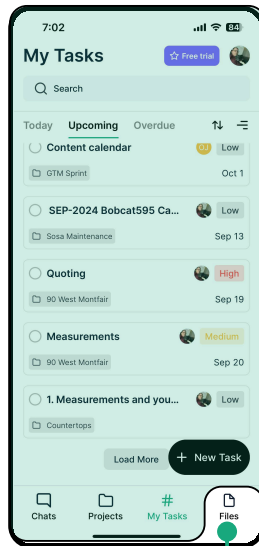 7:02
84
My Tasks
Free trial
Search
Today Upcoming Overdue
Content calendar
OJ
Low
GTM Sprint
Oct 1
SEP-2024 Bobcat595 Ca...
Low
Sosa Maintenance
Sep 13
Quoting
High
90 West Montfair
Sep 19
Measurements
Medium
90 West Montfair
Sep 20
1. Measurements and you...
Low
Countertops
Load More
+ New Task
Chats
Projects
My Tasks
Files